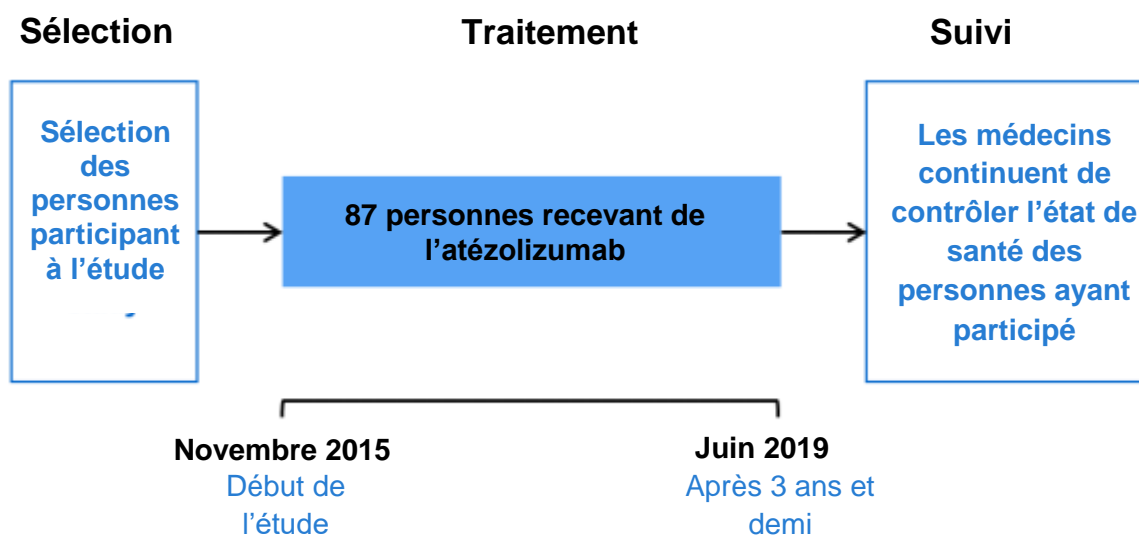 Sélection
Traitement
Suivi
Sélection
des
personnes
participant
à l’étude
87 personnes recevant de
l’atézolizumab
Les médecins
continuent de
contrôler l’état de
santé des
personnes ayant
participé
Novembre 2015
Début de
l’étude
Juin 2019
Après 3 ans et
demi